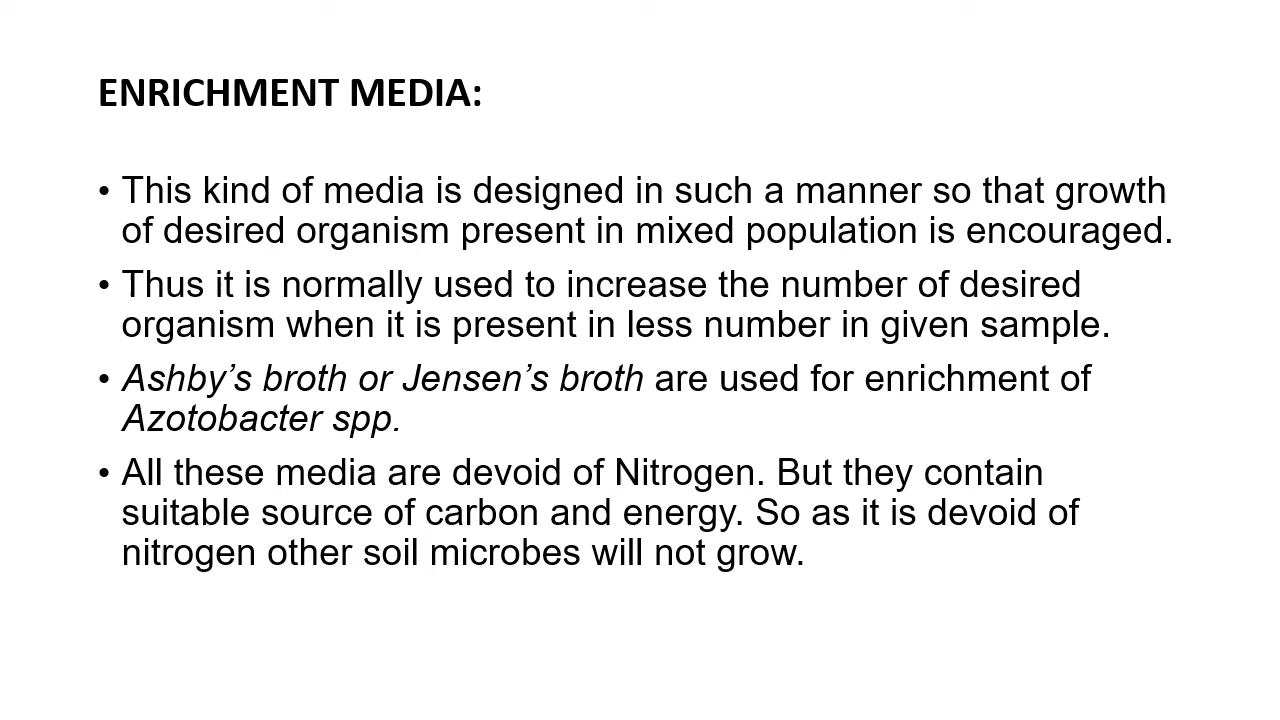 ENRICHMENT MEDIA:
• This kind of media is designed in such a manner so that growth
of desired organism present in mixed population is encouraged.
• Thus it is normally used to increase the number of desired
organism when it is present in less number in given sample.
• Ashby’s broth or Jensen’s broth are used for enrichment of
Azotobacter spp.
• All these media are devoid of Nitrogen. But they contain
suitable source of carbon and energy. So as it is devoid of
nitrogen other soil microbes will not grow.